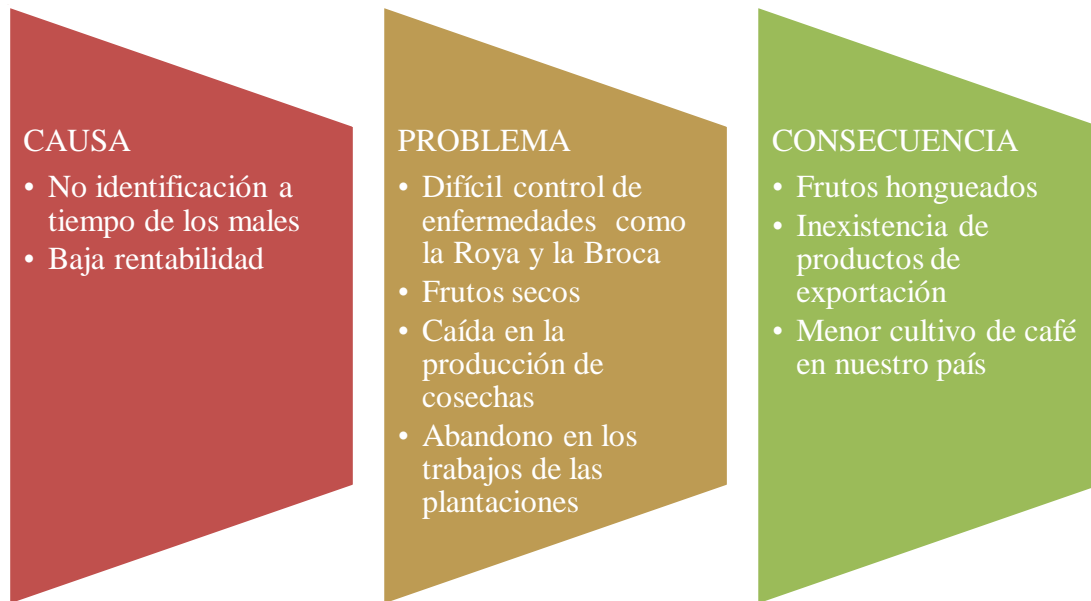 CAUSA
• No identificación a
tiempo de los males
• Baja rentabilidad
PROBLEMA
• Difícil control de
enfermedades como
la Roya y la Broca
• Frutos secos
• Caída en la
producción de
cosechas
• Abandono en los
trabajos de las
plantaciones
CONSECUENCIA
• Frutos hongueados
• Inexistencia de
productos de
exportación
• Menor cultivo de café
en nuestro país